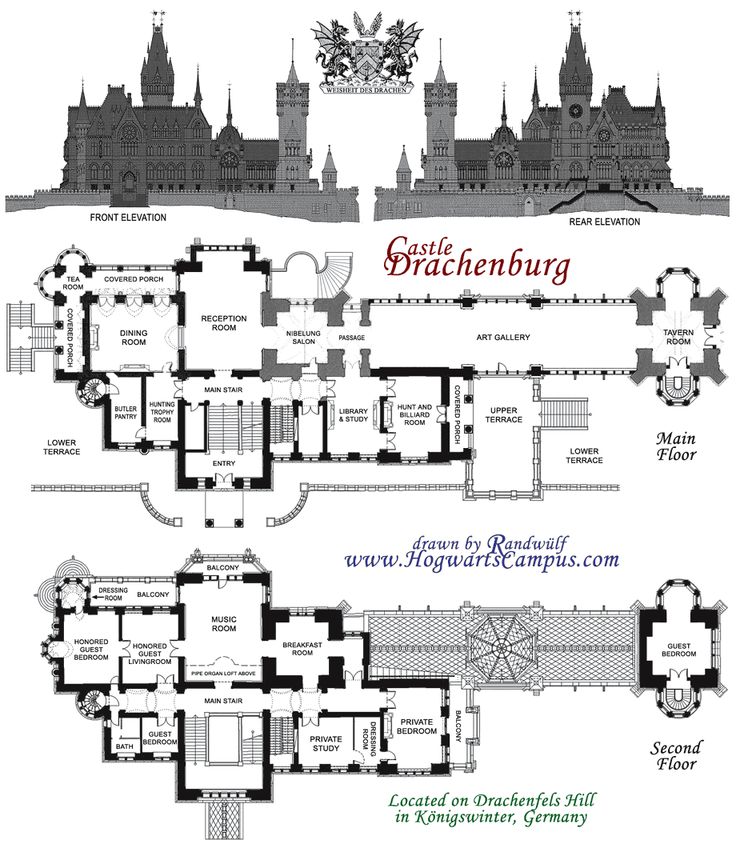 WEISHEIT DES DRACHEN
FRONT ELEVATION
REAR ELEVATION
Castle
Drachenburg
TEA
ROOM
COVERED PORCH
COVERED
PORCH
DINING
ROOM
RECEPTION
ROOM
NIBELUNG
SALON
PASSAGE
ART GALLERY
TAVERN
ROOM
MAIN STAIR
BUTLER
PANTRY
HUNTING
TROPHY
ROOM
LIBRARY
& STUDY
HUNT AND
BILLIARD
ROOM
COVERED
PORCH
UPPER
TERRACE
LOWER
TERRACE
ENTRY
LOWER
TERRACE
Main
Floor
drawn by Randwülf
www.HogwartsCampus.com
BALCONY
DRESSING
ROOM
BALCONY
MUSIC
ROOM
HONORED
GUEST
BEDROOM
HONORED
GUEST
LIVINGROOM
BREAKFAST
ROOM
GUEST
BEDROOM
PIPE ORGAN LOFT ABOVE
MAIN STAIR
BATH
GUEST
BEDROOM
PRIVATE
STUDY
DRESSING
ROOM
PRIVATE
BEDROOM
BALCONY
Second
Floor
Located on Drachenfels Hill
in Königswinter, Germany